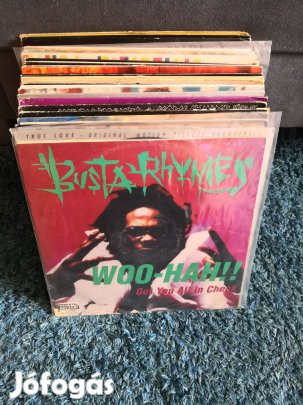 TRUE LOVE - ORIGINAL MOTION PICTURE SOUNDTRACK
BUSTA RHYMES
WOO-HAH!!
Got You All In Check
Jófogás